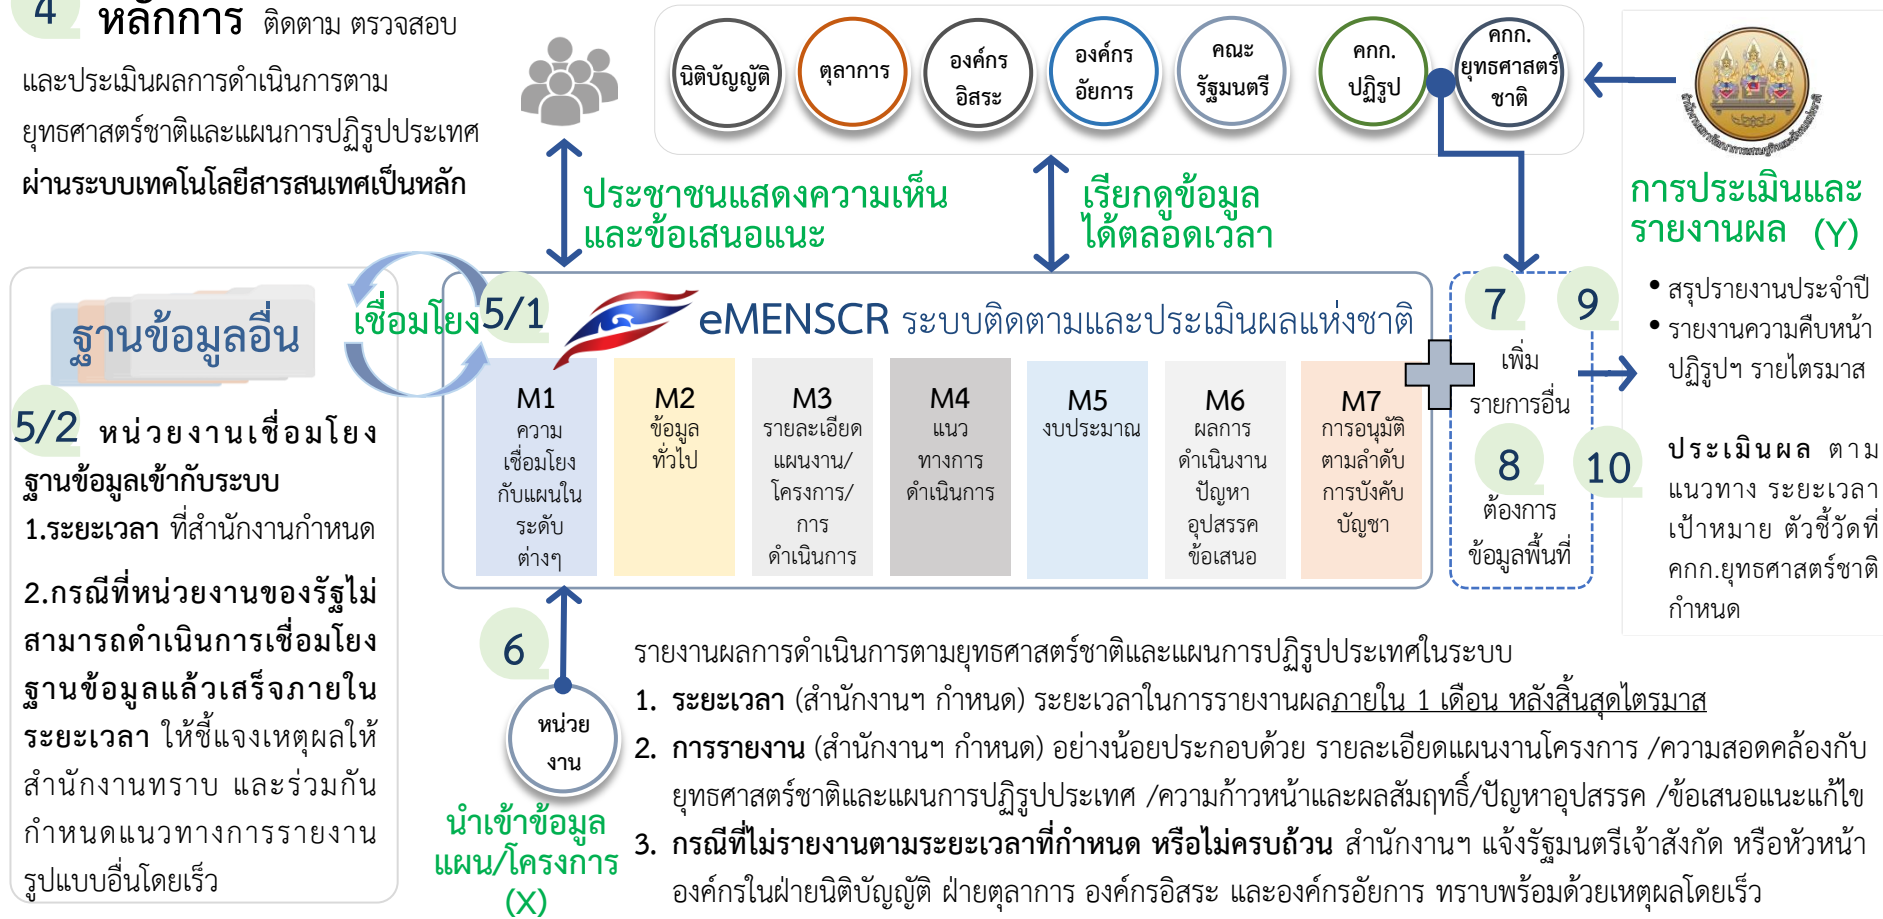 4 หลักการ ติดตาม ตรวจสอบ
และประเมินผลการดำเนินการตาม
ยุทธศาสตร์ชาติและแผนการปฏิรูปประเทศ
ผ่านระบบเทคโนโลยีสารสนเทศเป็นหลัก
นิติบัญญัติ
ตุลาการ
องค์กร
อิสระ
องค์กร
อัยการ
คณะ
รัฐมนตรี
คกก.
ปฏิรูป
คกก.
ยุทธศาสตร์
ชาติ
ประชาชนแสดงความเห็น
และข้อเสนอแนะ
เรียกดูข้อมูล
ได้ตลอดเวลา
การประเมินและ
รายงานผล (Y)
• สรุปรายงานประจำปี
• รายงานความคืบหน้า
ปฏิรูปฯ รายไตรมาส
ประเมินผล ตาม
แนวทาง ระยะเวลา
เป้าหมาย ตัวชี้วัดที่
คกก.ยุทธศาสตร์ชาติ
กำหนด
ฐานข้อมูลอื่น
เชื่อมโยง 5/1
eMENSCR ระบบติดตามและประเมินผลแห่งชาติ
M1
ความ
เชื่อมโยง
กับแผนใน
ระดับ
ต่างๆ
M2
ข้อมูล
ทั่วไป
M3
รายละเอียด
แผนงาน/
โครงการ/
การ
ดำเนินการ
M4
แนว
ทางการ
ดำเนินการ
M5
งบประมาณ
M6
ผลการ
ดำเนินงาน
ปัญหา
อุปสรรค
ข้อเสนอ
M7
การอนุมัติ
ตามลำดับ
การบังคับ
บัญชา
7
เพิ่ม
รายการอื่น
8
ต้องการ
ข้อมูลพื้นที่
9
10
5/2 หน่วยงานเชื่อมโยง
ฐานข้อมูลเข้ากับระบบ
1.ระยะเวลา ที่สำนักงานกำหนด
2.กรณีที่หน่วยงานของรัฐไม่
สามารถดำเนินการเชื่อมโยง
ฐานข้อมูลแล้วเสร็จภายใน
ระยะเวลา ให้ชี้แจงเหตุผลให้
สำนักงานทราบ และร่วมกัน
กำหนดแนวทางการรายงาน
รูปแบบอื่นโดยเร็ว
6
หน่วย
งาน
นำเข้าข้อมูล
แผน/โครงการ
(X)
รายงานผลการดำเนินการตามยุทธศาสตร์ชาติและแผนการปฏิรูปประเทศในระบบ
1. ระยะเวลา (สำนักงานฯ กำหนด) ระยะเวลาในการรายงานผลภายใน 1 เดือน หลังสิ้นสุดไตรมาส
2. การรายงาน (สำนักงานฯ กำหนด) อย่างน้อยประกอบด้วย รายละเอียดแผนงานโครงการ /ความสอดคล้องกับ
ยุทธศาสตร์ชาติและแผนการปฏิรูปประเทศ /ความก้าวหน้าและผลสัมฤทธิ์/ปัญหาอุปสรรค /ข้อเสนอแนะแก้ไข
3. กรณีที่ไม่รายงานตามระยะเวลาที่กำหนด หรือไม่ครบถ้วน สำนักงานฯ แจ้งรัฐมนตรีเจ้าสังกัด หรือหัวหน้า
องค์กรในฝ่ายนิติบัญญัติ ฝ่ายตุลาการ องค์กรอิสระ และองค์กรอัยการ ทราบพร้อมด้วยเหตุผลโดยเร็ว